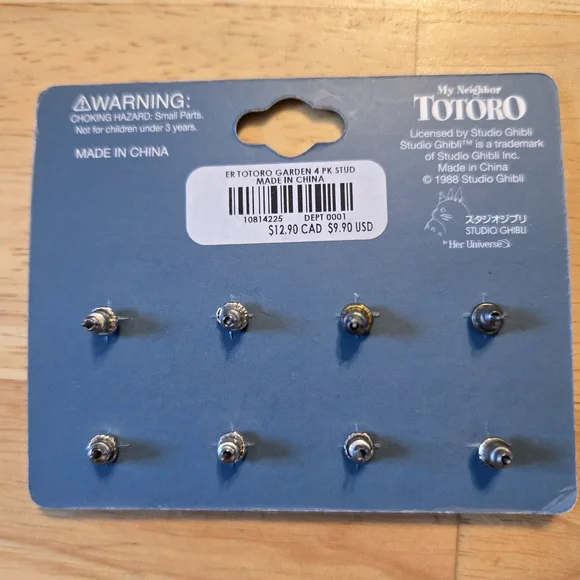 ⚠WARNING:
CHOKING HAZARD: Small Parts.
Not for children under 3 years.
MADE IN CHINA
ER TOTORO GARDEN 4 PK STUD
MADE IN CHINA
10814225 DEPT 0001
$12.90 CAD $9.90 USD
My Neighbor
TOTORO
Licensed by Studio Ghibli
Studio Ghibli™ is a trademark
of Studio Ghibli Inc.
Made in China
© 1988 Studio Ghibli
スタジオジブリ
STUDIO GHIBLI
by Her Universe